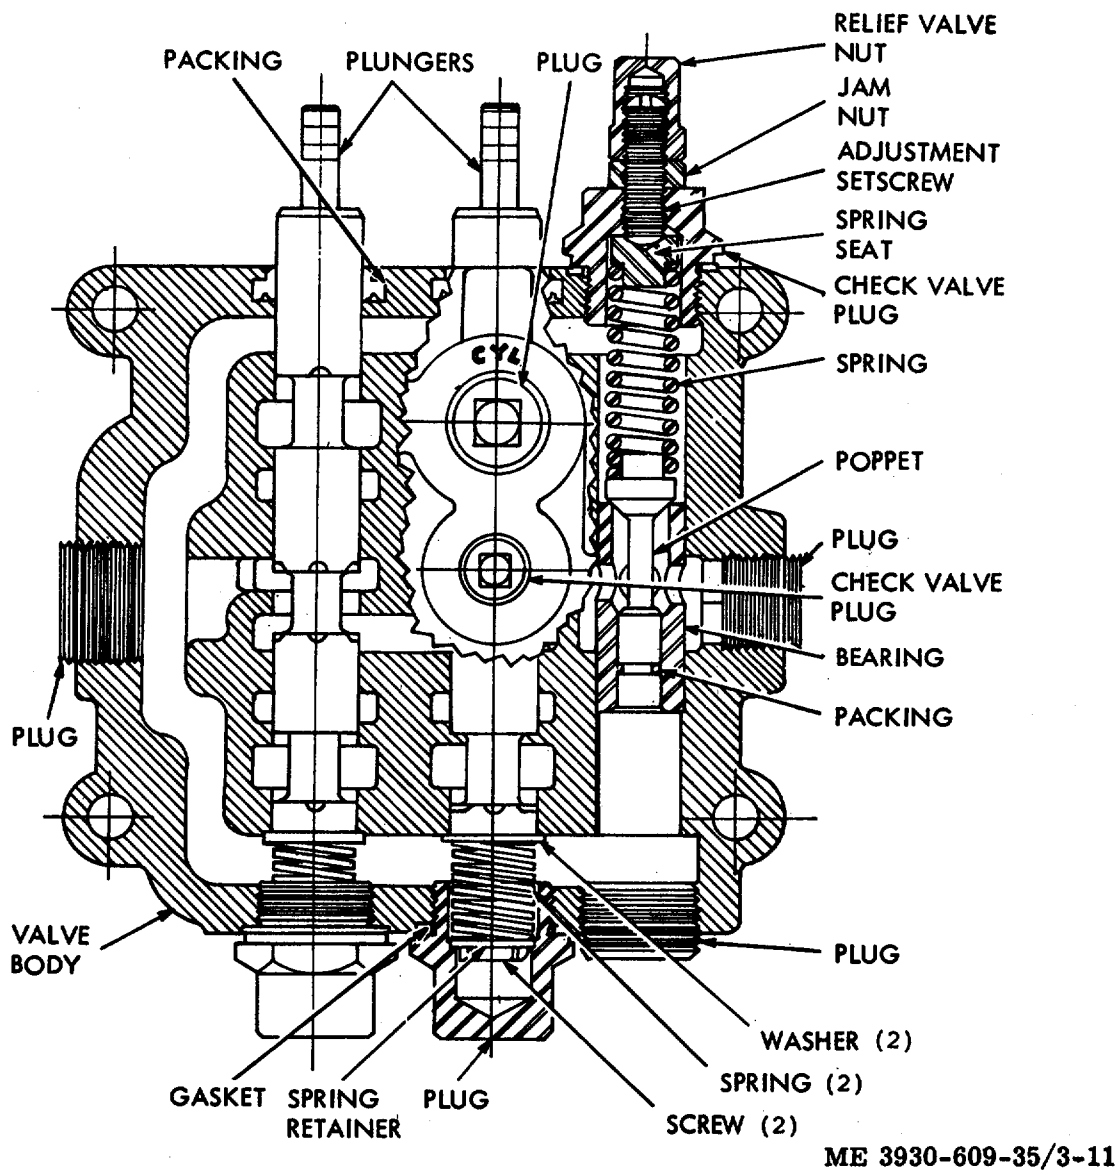 RELIEF VALVE
NUT
PACKING
PLUNGERS
PLUG
JAM
NUT
ADJUSTMENT
SETSCREW
SPRING
SEAT
CHECK VALVE
PLUG
CYL
SPRING
POPPET
PLUG
CHECK VALVE
PLUG
BEARING
PACKING
PLUG
VALVE
BODY
PLUG
WASHER (2)
SPRING (2)
SCREW (2)
GASKET
SPRING
RETAINER
PLUG
ME 3930-609-35/3-11